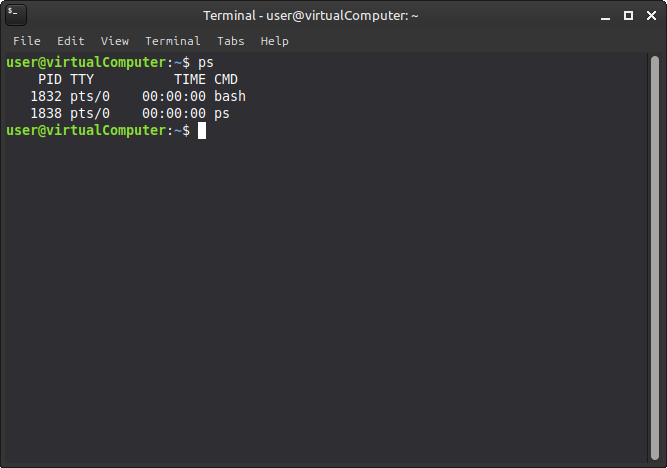 Terminal - user@virtualComputer: ~
File Edit View Terminal Tabs Help
user@virtualComputer:~$ ps
    PID TTY          TIME CMD
   1832 pts/0    00:00:00 bash
   1838 pts/0    00:00:00 ps
user@virtualComputer:~$